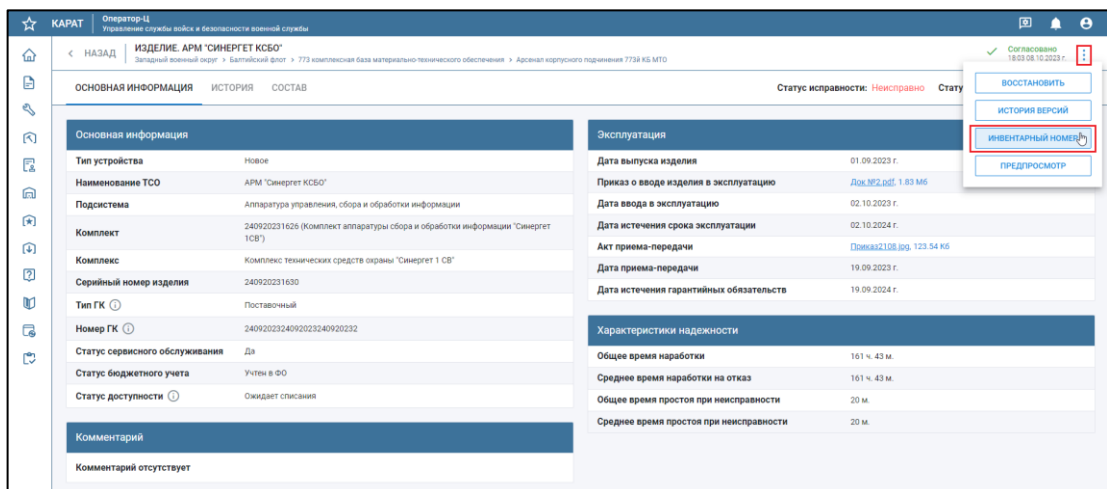 КАРАТ
Оператор-Ц
Управление службы войск и безопасности военной службы
НАЗАД
ИЗДЕЛИЕ. АРМ "СИНЕРГЕТ КСБО"
Западный военный округ > Балтийский флот > 773 комплексная база материально-технического обеспечения > Арсенал корпусного подчинения 773й КБ МТО
Согласовано
18:03 08.10.2023 г.
ОСНОВНАЯ ИНФОРМАЦИЯ ИСТОРИЯ СОСТАВ
Статус исправности: Неисправно Стату
ВОССТАНОВИТЬ
ИСТОРИЯ ВЕРСИЙ
ИНВЕНТАРНЫЙ НОМЕР
ПРЕДПРОСМОТР
Основная информация
Тип устройства Новое
Наименование ТСО АРМ "Синергет КСБО"
Подсистема Аппаратура управления, сбора и обработки информации
Комплект 240920231626 (Комплект аппаратуры сбора и обработки информации "Синергет
1СВ")
Комплекс Комплекс технических средств охраны "Синергет 1 СВ"
Серийный номер изделия 240920231630
Тип ГК Поставочный
Номер ГК 2409202324092023240920232
Статус сервисного обслуживания Да
Статус бюджетного учета Учтен в ФО
Статус доступности Ожидает списания
Комментарий
Комментарий отсутствует
Эксплуатация
Дата выпуска изделия 01.09.2023 г.
Приказ о вводе изделия в эксплуатацию Док №2.pdf, 1.83 Мб
Дата ввода в эксплуатацию 02.10.2023 г.
Дата истечения срока эксплуатации 02.10.2024 г.
Акт приема-передачи Приказ2108.jpg, 123.54 Кб
Дата приема-передачи 19.09.2023 г.
Дата истечения гарантийных обязательств 19.09.2024 г.
Характеристики надежности
Общее время наработки 161 ч. 43 м.
Среднее время наработки на отказ 161 ч. 43 м.
Общее время простоя при неисправности 20 м.
Среднее время простоя при неисправности 20 м.